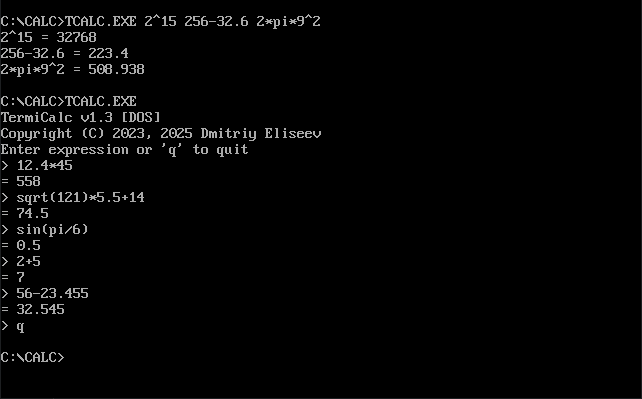 C:\CALC>TCALC.EXE 2^15 256-32.6 2*pi*9^2
2^15 = 32768
256-32.6 = 223.4
2*pi*9^2 = 508.938
C:\CALC>TCALC.EXE
TermiCalc v1.3 [DOS]
Copyright (C) 2023, 2025 Dmitriy Eliseev
Enter expression or 'q' to quit
> 12.4*45
= 558
> sqrt(121)*5.5+14
= 74.5
> sin(pi/6)
= 0.5
> 2+5
= 7
> 56-23.455
= 32.545
> q
C:\CALC>